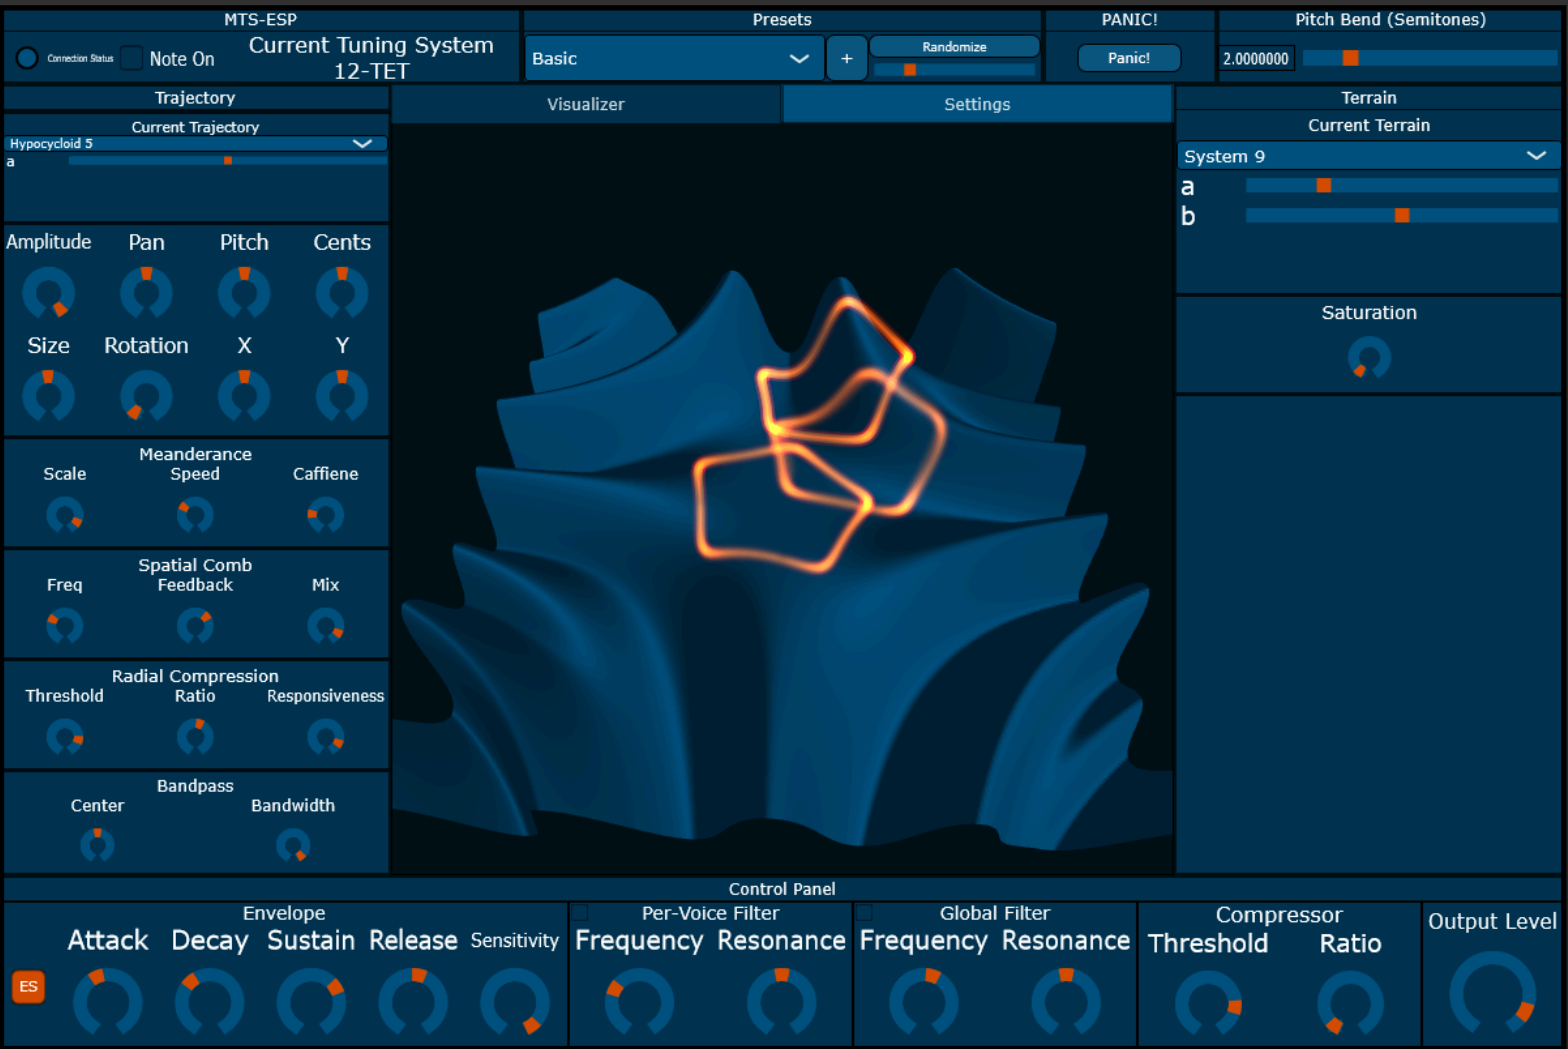 MTS-ESP
Presets
PANIC!
Pitch Bend (Semitones)
Connection Status
Note On
Current Tuning System
12-TET
Basic
+
Randomize
Panic!
2.0000000
Trajectory
Visualizer
Settings
Terrain
Current Trajectory
Hypocycloid 5
a
Current Terrain
System 9
a
b
Saturation
Amplitude Pan Pitch Cents
Size Rotation X Y
Meanderance
Scale Speed Caffiene
Spatial Comb
Freq Feedback Mix
Radial Compression
Threshold Ratio Responsiveness
Bandpass
Center Bandwidth
Control Panel
Envelope
Attack Decay Sustain Release Sensitivity
ES
Per-Voice Filter
Frequency Resonance
Global Filter
Frequency Resonance
Compressor
Threshold Ratio
Output Level